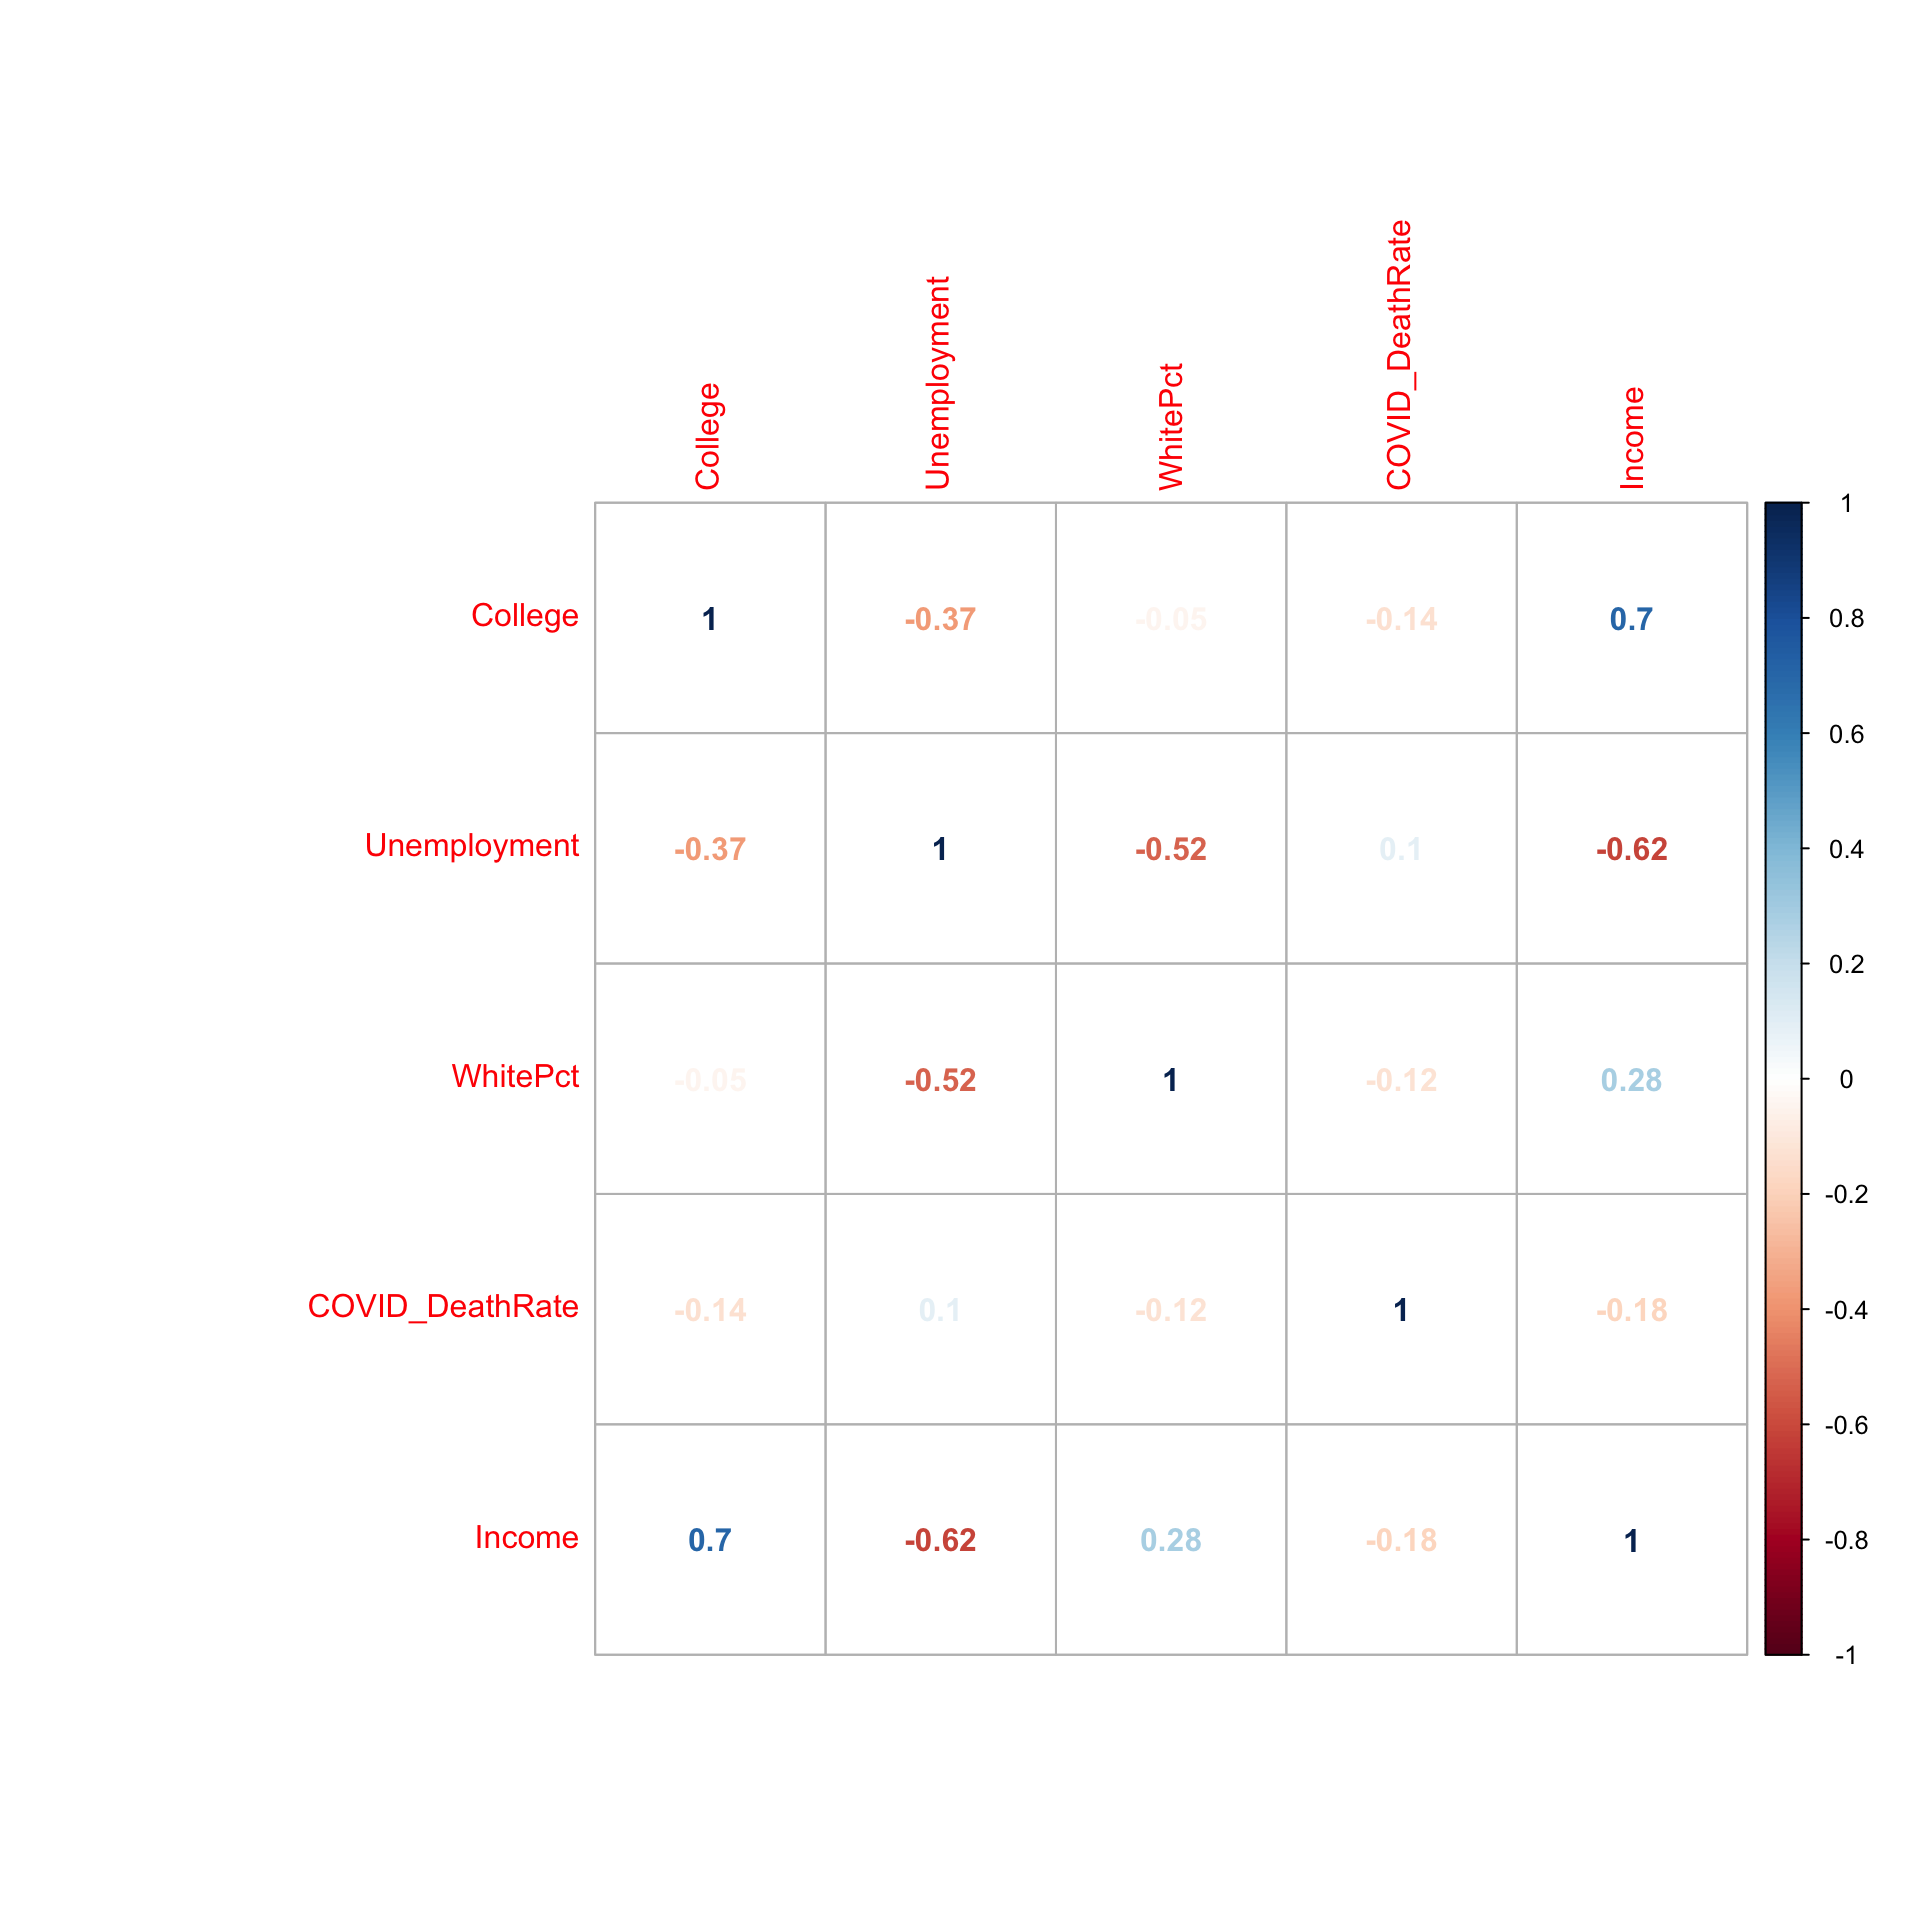 College Unemployment WhitePct COVID_DeathRate Income
College 1 -0.37 -0.05 -0.14 0.7
Unemployment -0.37 1 -0.52 0.1 -0.62
WhitePct -0.05 -0.52 1 -0.12 0.28
COVID_DeathRate -0.14 0.1 -0.12 1 -0.18
Income 0.7 -0.62 0.28 -0.18 1
1
0.8
0.6
0.4
0.2
0
-0.2
-0.4
-0.6
-0.8
-1